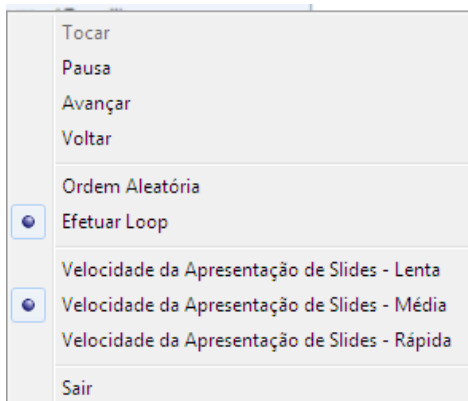 Tocar
Pausa
Avançar
Voltar
Ordem Aleatória
Efetuar Loop
Velocidade da Apresentação de Slides - Lenta
Velocidade da Apresentação de Slides - Média
Velocidade da Apresentação de Slides - Rápida
Sair